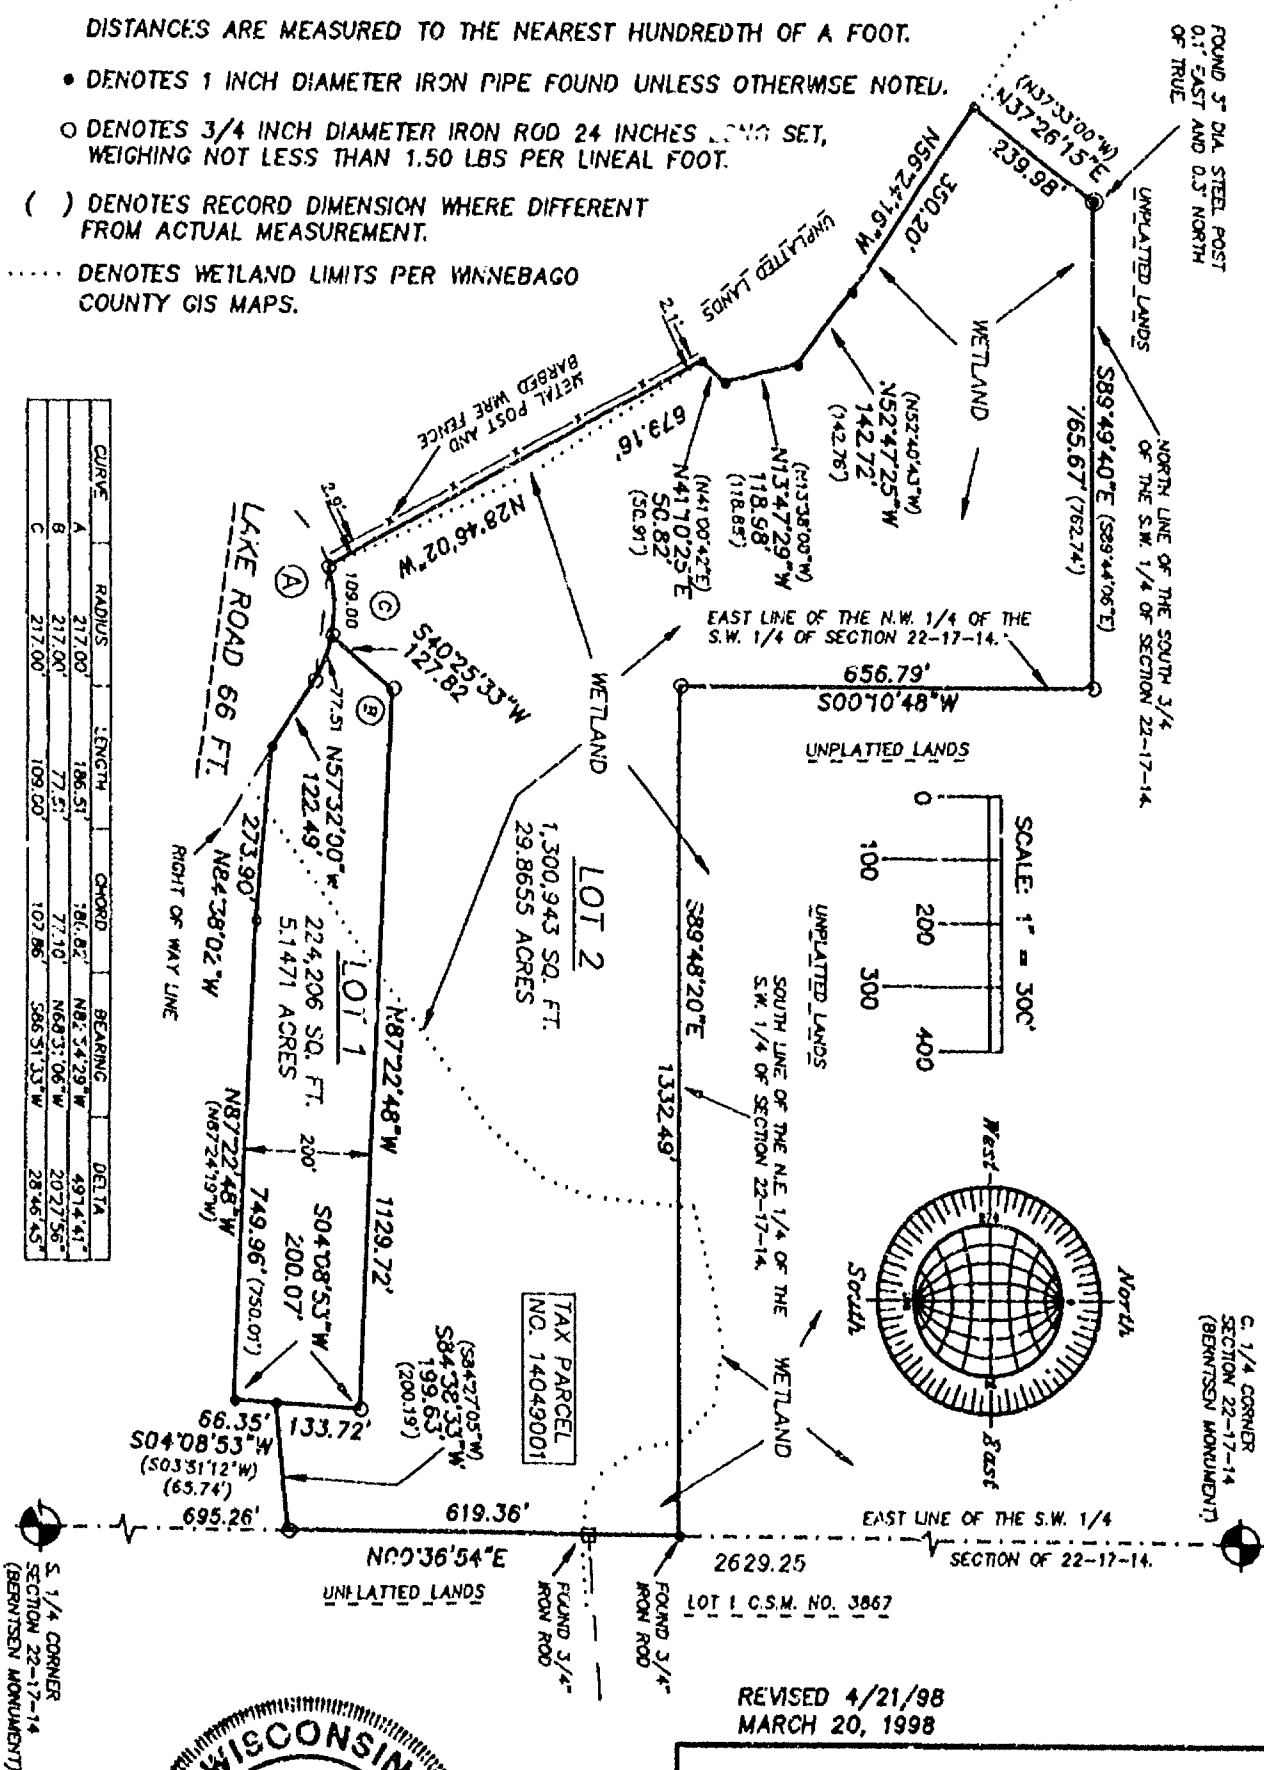 DISTANCES ARE MEASURED TO THE NEAREST HUNDREDTH OF A FOOT.
• DENOTES 1 INCH DIAMETER IRON PIPE FOUND UNLESS OTHERWISE NOTED.
O DENOTES 3/4 INCH DIAMETER IRON ROD 24 INCHES LONG SET,
WEIGHING NOT LESS THAN 1.50 LBS PER LINEAL FOOT.
( ) DENOTES RECORD DIMENSION WHERE DIFFERENT
FROM ACTUAL MEASUREMENT.
..... DENOTES WETLAND LIMITS PER WINNEBAGO
COUNTY GIS MAPS.
FOUND 3" DIA. STEEL POST
0.1' EAST AND 0.3' NORTH
OF TRUE
(N37°33'00"W)
N37°26'15"E
239.98'
UNPLATTED LANDS
N56°24'16"W
350.20'
UNPLATTED LANDS
WETLAND
S89°49'40"E (S89°44'06"E)
765.67' (762.74')
NORTH LINE OF THE SOUTH 3/4
OF THE S.W. 1/4 OF SECTION 22-17-14.
(N52°40'43"W)
N52°47'25"W
142.72'
(142.76')
(N13°38'00"W)
N13°47'29"W
118.98'
(118.85')
(N41°00'42"E)
N41°10'25"E
50.82'
(50.91')
2.1'
METAL POST AND
BARBED WIRE FENCE
679.16'
N28°46'02"W
2.9'
EAST LINE OF THE N.W. 1/4 OF THE
S.W. 1/4 OF SECTION 22-17-14.
656.79'
S00°10'48"W
UNPLATTED LANDS
LAKE ROAD 66 FT.
A
109.00
C
S40°25'33"W
127.82
B
77.51
N57°32'00"W
122.49'
WETLAND
SCALE: 1" = 300'
0
100
200
300
400
UNPLATTED LANDS
LOT 2
1,300,943 SQ. FT.
29.8655 ACRES
S89°48'20"E
1332.49'
SOUTH LINE OF THE N.E 1/4 OF THE
S.W. 1/4 OF SECTION 22-17-14.
273.90'
N84°38'02"W
RIGHT OF WAY LINE
LOT 1
224,206 SQ. FT.
5.1471 ACRES
N87°22'48"W
1129.72'
200'
N87°22'48"W
749.96' (750.01')
(N87°24'19"W)
S04°08'53"W
200.07'
North
West
South
East
CURVE RADIUS LENGTH CHORD BEARING DELTA
A 217.00' 186.51' N82°54'29"W 49°14'41"
B 217.00' 77.51' 77.10' N68°31'06"W 20°27'56"
C 217.00' 109.00' 107.86' S86°51'33"W 28°46'45"
TAX PARCEL
NO. 14049001
WETLAND
(S84°27'05"W)
S84°38'33"W
199.63'
(200.19')
66.35'
133.72'
S04°08'53"W
(S03°51'12"W)
(65.74')
695.26'
619.36'
N00°36'54"E
UNPLATTED LANDS
FOUND 3/4"
IRON ROD
FOUND 3/4"
IRON ROD
2629.25
LOT 1 C.S.M. NO. 3867
EAST LINE OF THE S.W. 1/4
SECTION OF 22-17-14.
C. 1/4 CORNER
SECTION 22-17-14
(BERNTSEN MONUMENT)
S. 1/4 CORNER
SECTION 22-17-14
(BERNTSEN MONUMENT)
REVISED 4/21/98
MARCH 20, 1998
WISCONSIN